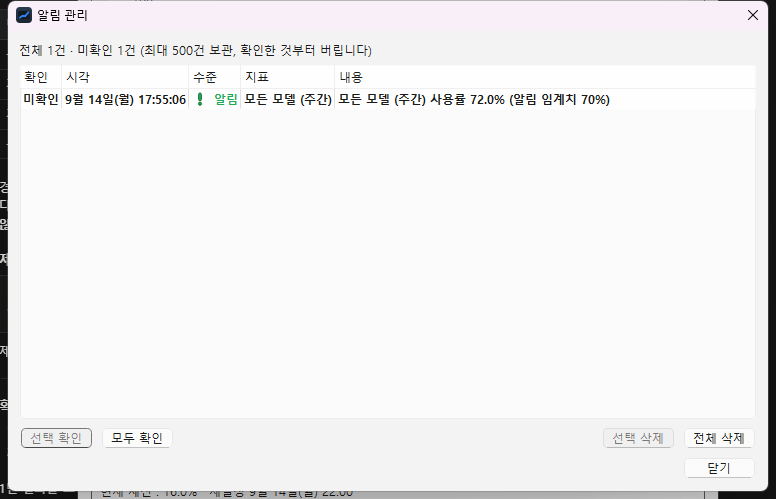 알림 관리
전체 1건 · 미확인 1건 (최대 500건 보관, 확인한 것부터 버립니다)
확인 시각 수준 지표 내용
미확인 9월 14일(월) 17:55:06 알림 모든 모델 (주간) 모든 모델 (주간) 사용률 72.0% (알림 임계치 70%)
선택 확인 모두 확인 선택 삭제 전체 삭제
닫기